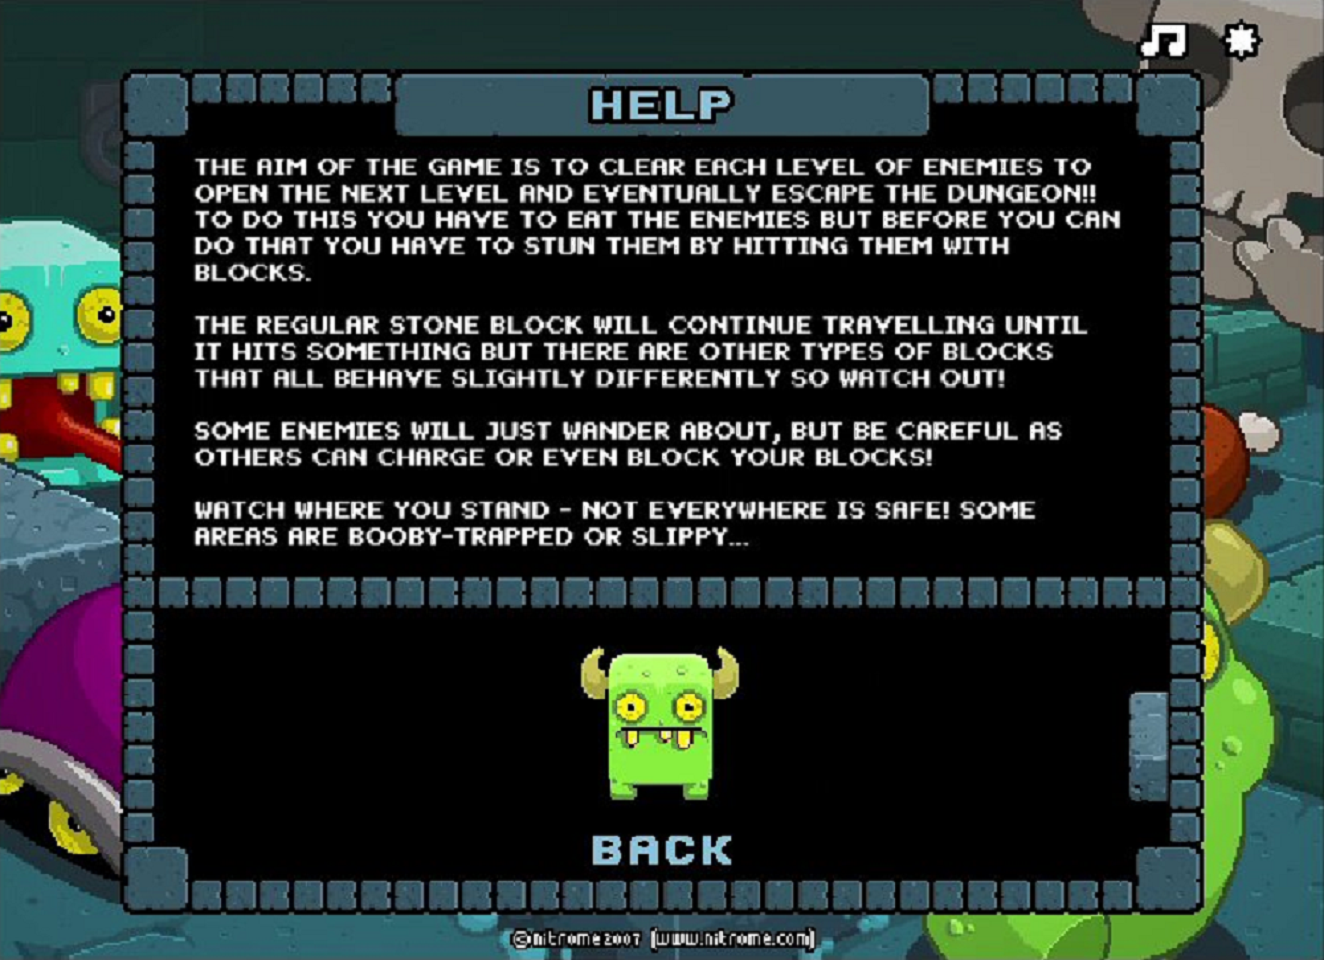 HELP
THE AIM OF THE GAME IS TO CLEAR EACH LEVEL OF ENEMIES TO
OPEN THE NEXT LEVEL AND EVENTUALLY ESCAPE THE DUNGEON!!
TO DO THIS YOU HAVE TO EAT THE ENEMIES BUT BEFORE YOU CAN
DO THAT YOU HAVE TO STUN THEM BY HITTING THEM WITH
BLOCKS.
THE REGULAR STONE BLOCK WILL CONTINUE TRAVELLING UNTIL
IT HITS SOMETHING BUT THERE ARE OTHER TYPES OF BLOCKS
THAT ALL BEHAVE SLIGHTLY DIFFERENTLY SO WATCH OUT!
SOME ENEMIES WILL JUST WANDER ABOUT, BUT BE CAREFUL AS
OTHERS CAN CHARGE OR EVEN BLOCK YOUR BLOCKS!
WATCH WHERE YOU STAND - NOT EVERYWHERE IS SAFE! SOME
AREAS ARE BOOBY-TRAPPED OR SLIPPY...
BACK
©nitrome2007 [www.nitrome.com]